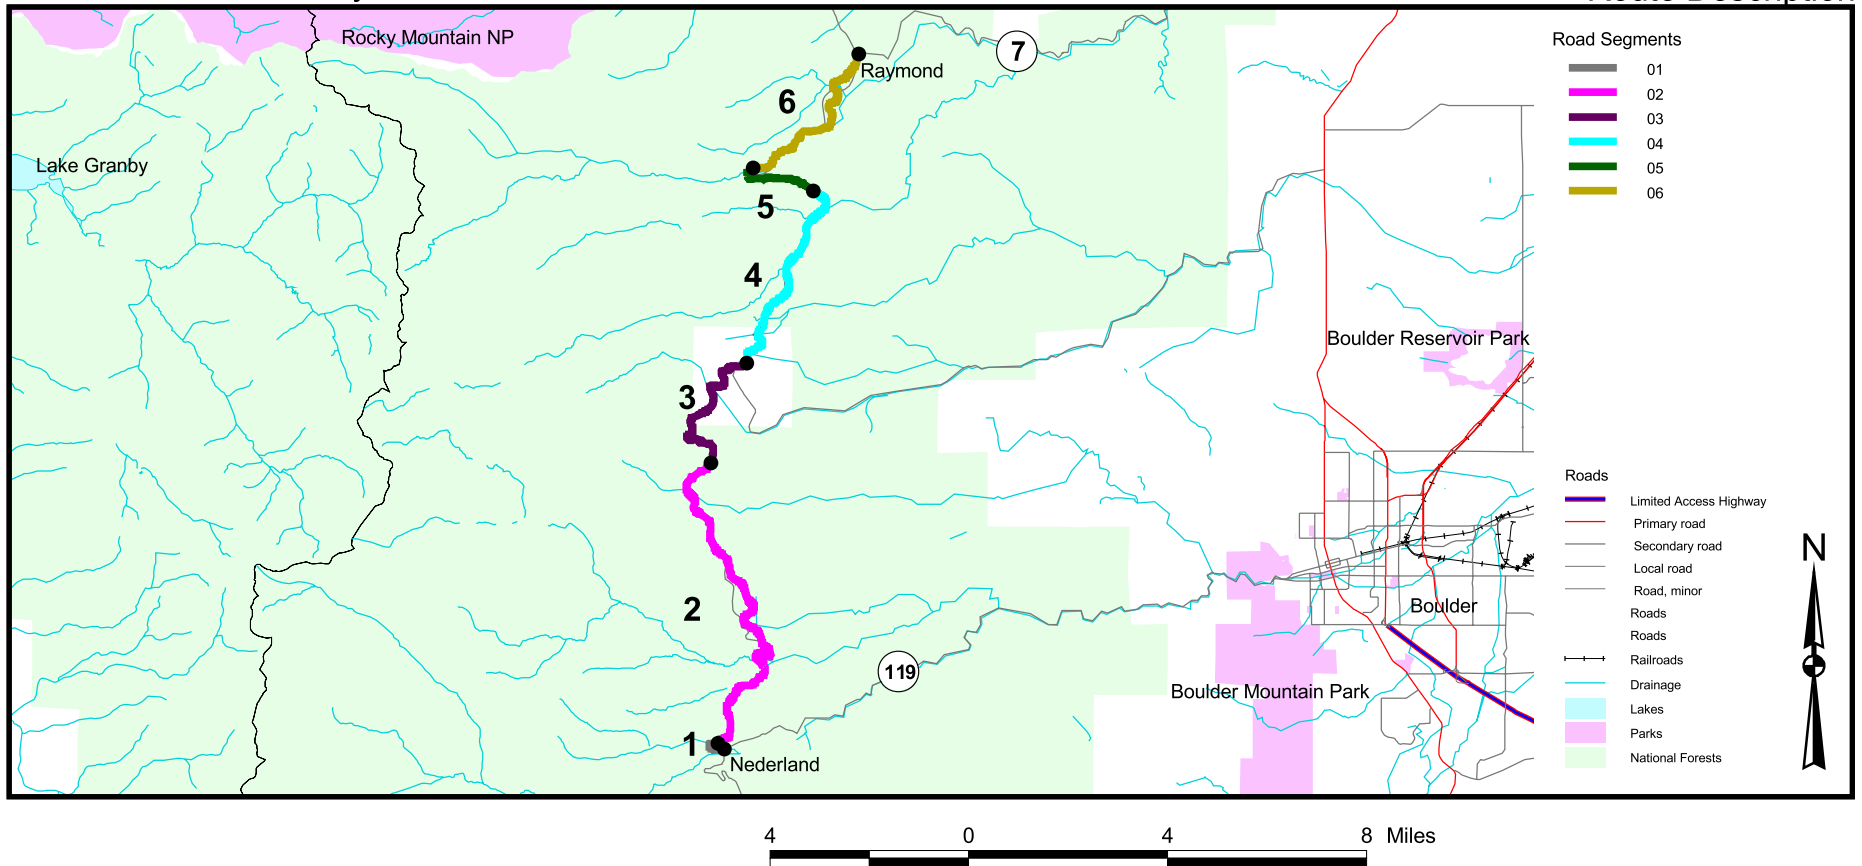 Rocky Mountain NP
7
Raymond
6
Lake Granby
5
4
3
2
1
119
Nederland
Boulder Reservoir Park
Boulder
Boulder Mountain Park
Road Segments
01
02
03
04
05
06
Roads
Limited Access Highway
Primary road
Secondary road
Local road
Road, minor
Roads
Roads
Railroads
Drainage
Lakes
Parks
National Forests
N
4 0 4 8 Miles